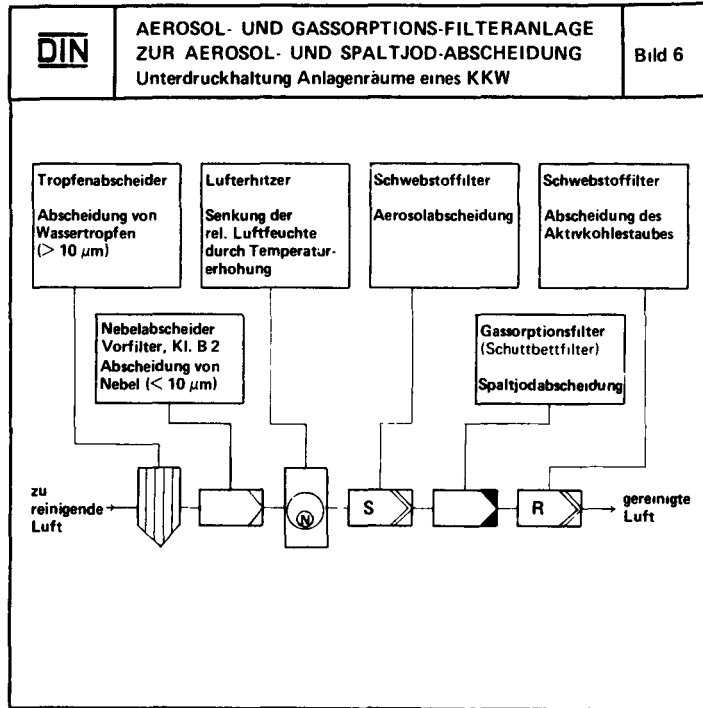 DIN
AEROSOL- UND GASSORPTIONS-FILTERANLAGE
ZUR AEROSOL- UND SPALTJOD-ABSCHEIDUNG
Unterdruckhaltung Anlagenräume eines KKW
Bild 6
Tropfenabscheider
Abscheidung von
Wassertropfen
(> 10 μm)
Lufterhitzer
Senkung der
rel. Luftfeuchte
durch Temperatur-
erhohung
Schwebstoffilter
Aerosolabscheidung
Schwebstoffilter
Abscheidung des
Aktivkohlestaubes
Nebelabscheider
Vorfilter, Kl. B 2
Abscheidung von
Nebel (< 10 μm)
Gassorptionsfilter
(Schuttbettfilter)
Spaltjodabscheidung
zu
reinigende
Luft
N
S
R
gereinigte
Luft